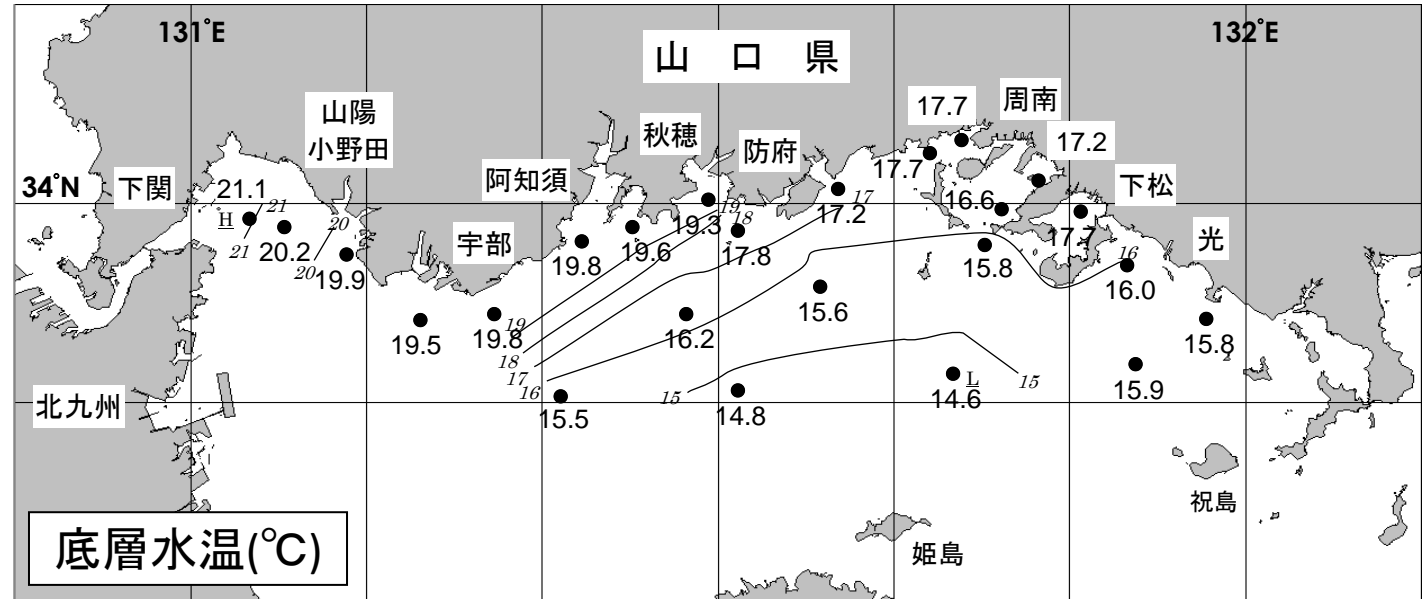 131°E
132°E
山 口 県
17.7
周南
山陽
小野田
秋穂
防府
17.7
17.2
阿知須
34°N
下関
21.1
下松
16.6
H
21
21
20.2
20
20
19.9
宇部
19.8
19.6
19.3
19
18
17.8
17.2
17
17.7
光
15.8
16
16.0
19.5
19.8
19
18
17
16
16.2
15.6
15.8
北九州
15.5
15
14.8
14.6
L
15
15.9
祝島
姫島
底層水温(℃)